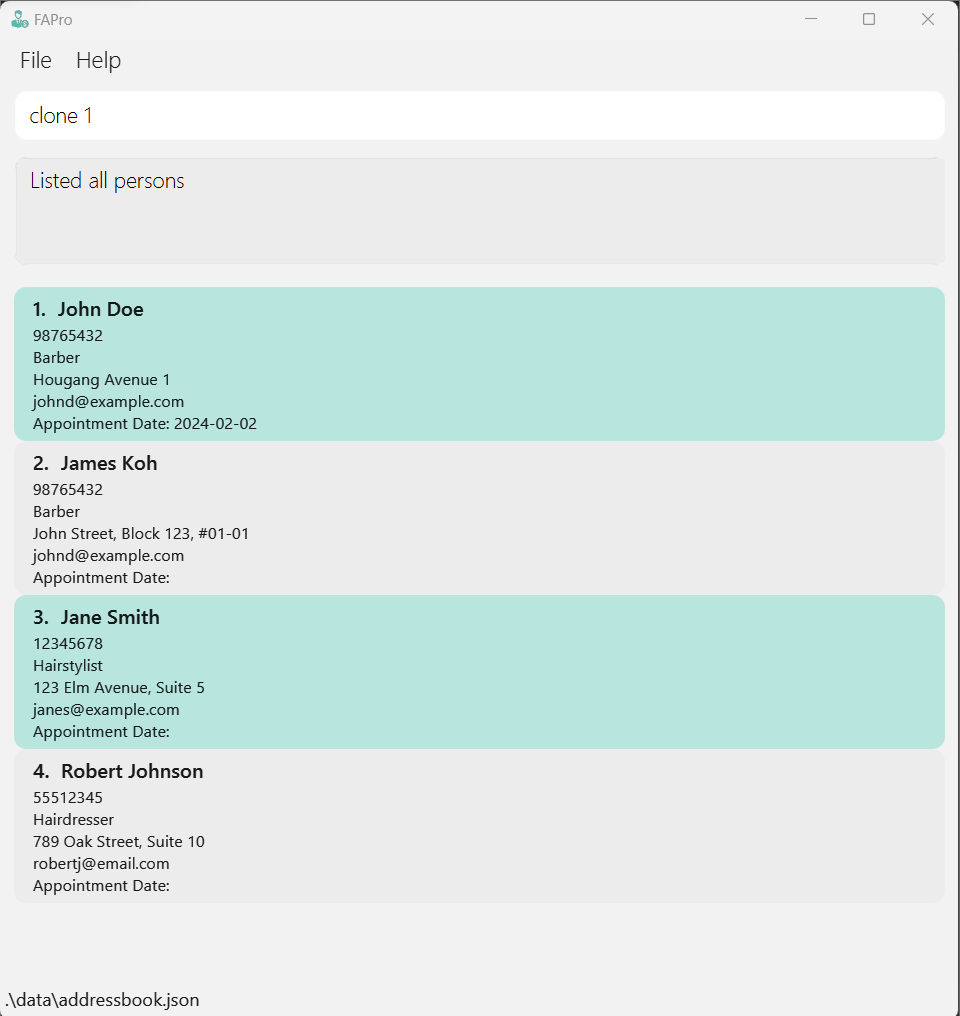 FAPro
File Help
clone 1
Listed all persons
1. John Doe
98765432
Barber
Hougang Avenue 1
johnd@example.com
Appointment Date: 2024-02-02
2. James Koh
98765432
Barber
John Street, Block 123, #01-01
johnd@example.com
Appointment Date:
3. Jane Smith
12345678
Hairstylist
123 Elm Avenue, Suite 5
janes@example.com
Appointment Date:
4. Robert Johnson
55512345
Hairdresser
789 Oak Street, Suite 10
robertj@email.com
Appointment Date:
.\data\addressbook.json